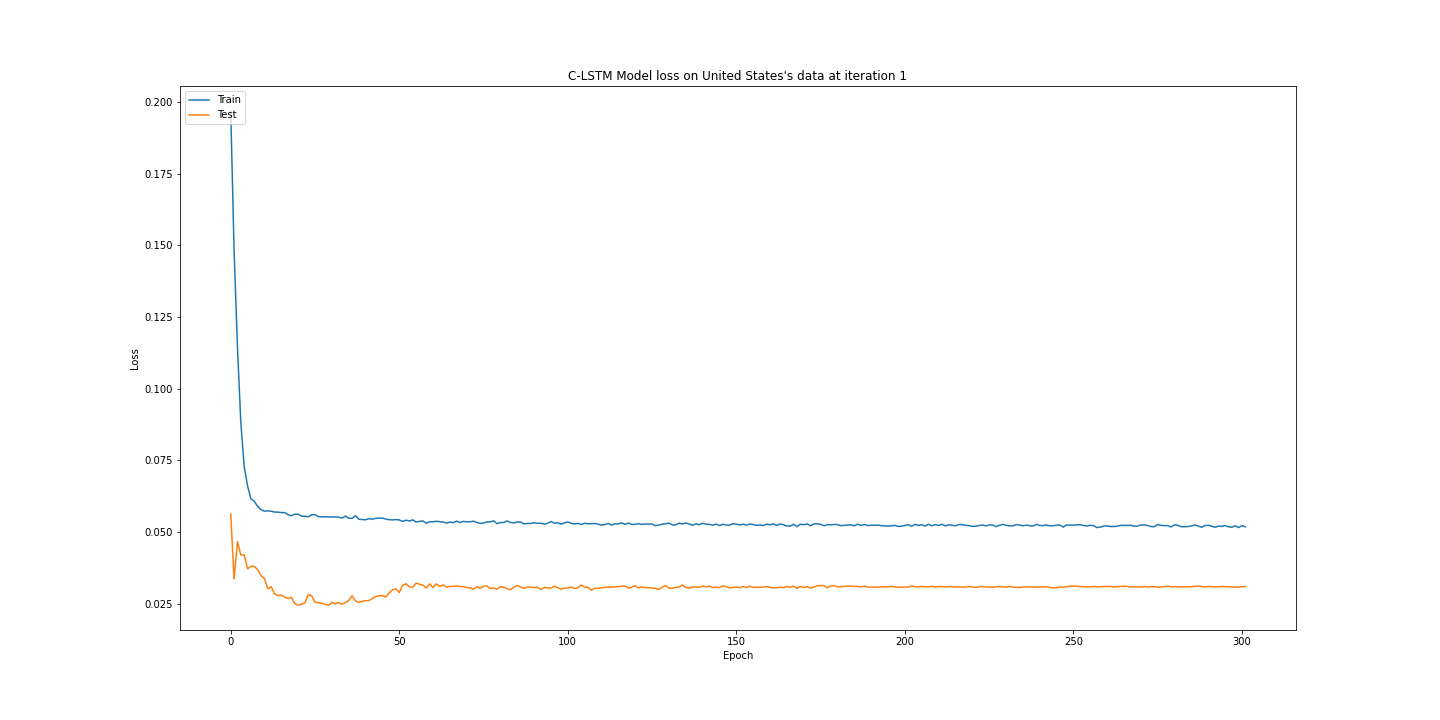 C-LSTM Model loss on United States's data at iteration 1
Train
Test
0.200
0.175
0.150
0.125
0.100
0.075
0.050
0.025
Loss
0 50 100 150 200 250 300
Epoch